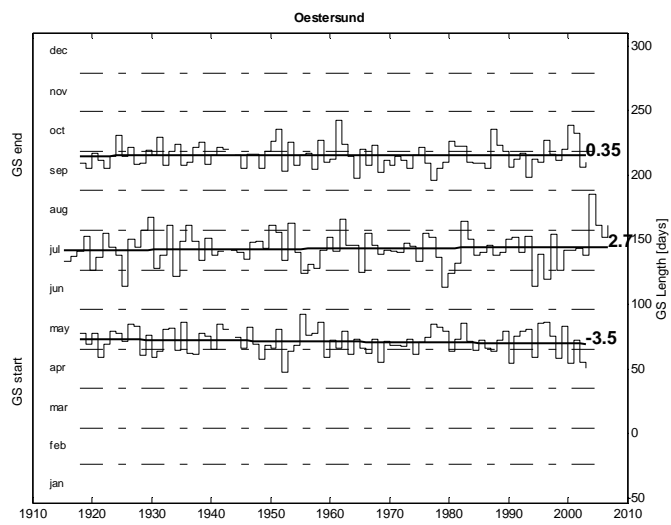 Oestersund
dec
nov
oct
sep
aug
jul
jun
may
apr
mar
feb
jan
GS end
GS start
300
250
200
150
100
50
0
-50
GS Length [days]
0.35
2.7
-3.5
1910 1920 1930 1940 1950 1960 1970 1980 1990 2000 2010